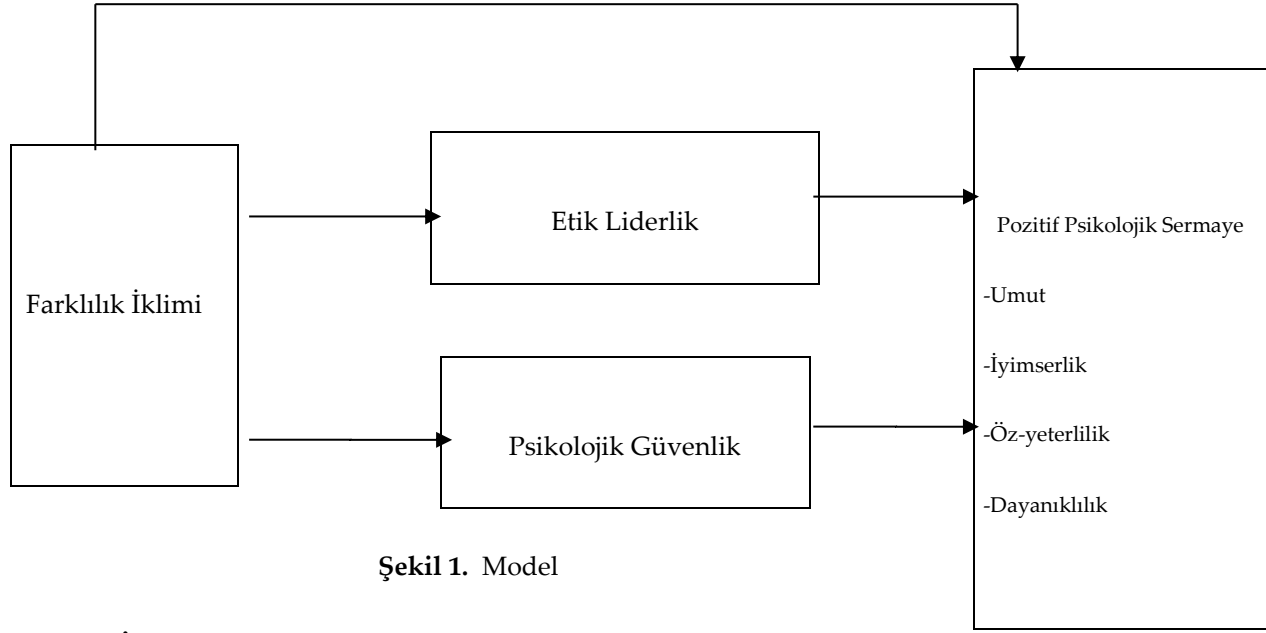 Farklılık İklimi
Etik Liderlik
Psikolojik Güvenlik
Pozitif Psikolojik Sermaye
-Umut
-İyimserlik
-Öz-yeterlilik
-Dayanıklılık
Şekil 1. Model